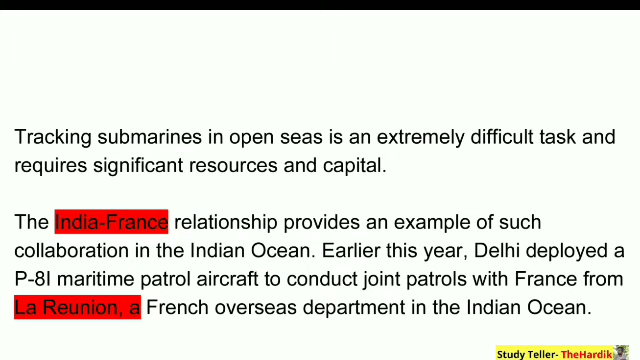 Tracking submarines in open seas is an extremely difficult task and
requires significant resources and capital.
The India-France relationship provides an example of such
collaboration in the Indian Ocean. Earlier this year, Delhi deployed a
P-8I maritime patrol aircraft to conduct joint patrols with France from
La Reunion, a French overseas department in the Indian Ocean.
Study Teller- TheHardik